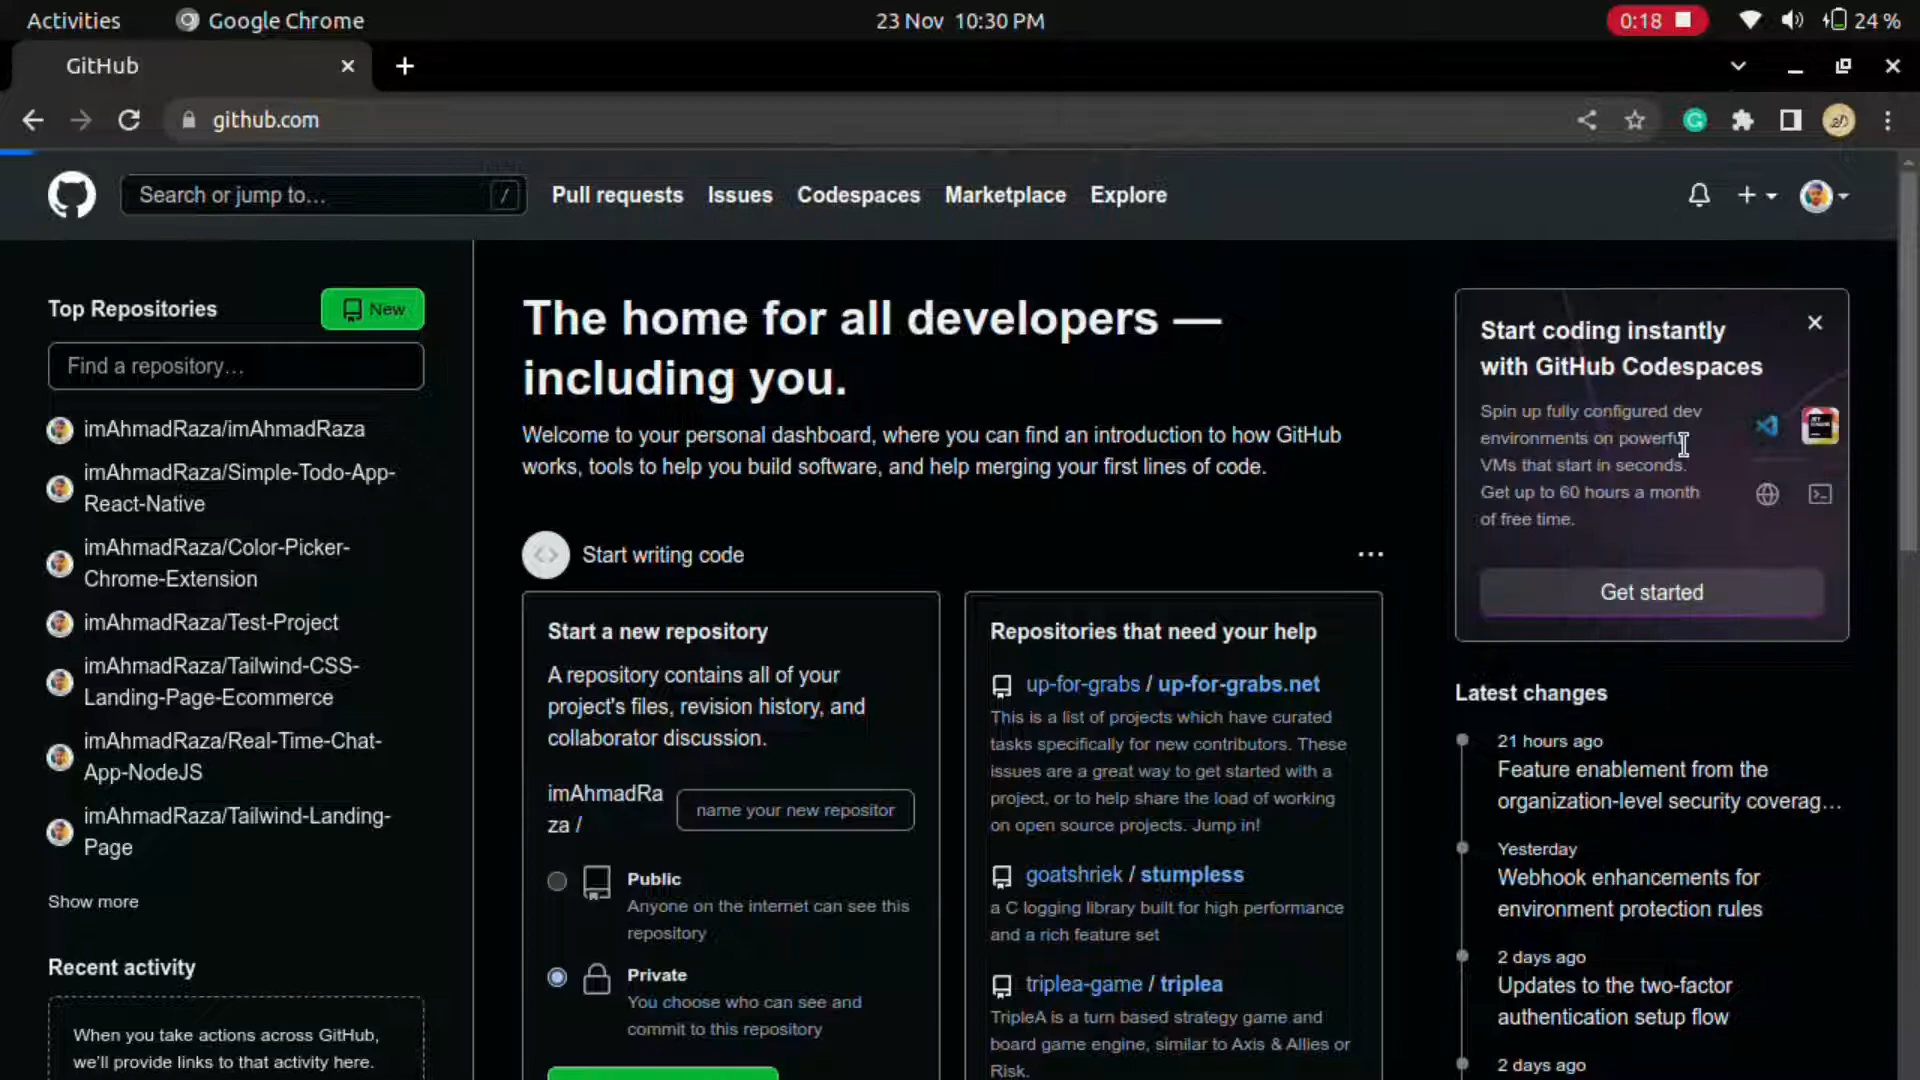 Activities
Google Chrome
23 Nov 10:30 PM
0:18
24 %
GitHub
github.com
Search or jump to...
/
Pull requests
Issues
Codespaces
Marketplace
Explore
Top Repositories
New
Find a repository…
imAhmadRaza/imAhmadRaza
imAhmadRaza/Simple-Todo-App-
React-Native
imAhmadRaza/Color-Picker-
Chrome-Extension
imAhmadRaza/Test-Project
imAhmadRaza/Tailwind-CSS-
Landing-Page-Ecommerce
imAhmadRaza/Real-Time-Chat-
App-NodeJS
imAhmadRaza/Tailwind-Landing-
Page
Show more
Recent activity
When you take actions across GitHub,
we'll provide links to that activity here.
The home for all developers —
including you.
Welcome to your personal dashboard, where you can find an introduction to how GitHub
works, tools to help you build software, and help merging your first lines of code.
Start writing code
Start a new repository
A repository contains all of your
project's files, revision history, and
collaborator discussion.
imAhmadRa
za /
name your new repositor
Public
Anyone on the internet can see this
repository
Private
You choose who can see and
commit to this repository
Repositories that need your help
up-for-grabs / up-for-grabs.net
This is a list of projects which have curated
tasks specifically for new contributors. These
issues are a great way to get started with a
project, or to help share the load of working
on open source projects. Jump in!
goatshriek / stumpless
a C logging library built for high performance
and a rich feature set
triplea-game / triplea
TripleA is a turn based strategy game and
board game engine, similar to Axis & Allies or
Risk.
Start coding instantly
with GitHub Codespaces
Spin up fully configured dev
environments on powerful
VMs that start in seconds.
Get up to 60 hours a month
of free time.
Get started
Latest changes
21 hours ago
Feature enablement from the
organization-level security coverag…
Yesterday
Webhook enhancements for
environment protection rules
2 days ago
Updates to the two-factor
authentication setup flow
2 days ago